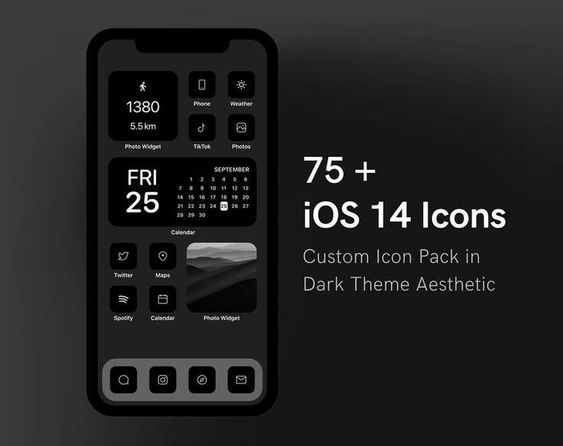 1380
5.5 km
Photo Widget
Phone
Weather
TikTok
Photos
FRI
25
SEPTEMBER
1 2 3 4 5 6
7 8 9 10 11 12 13
14 15 16 17 18 19 20
21 22 23 24 25 26 27
28 29 30
Calendar
Twitter
Maps
Spotify
Calendar
Photo Widget
75 +
iOS 14 Icons
Custom Icon Pack in
Dark Theme Aesthetic